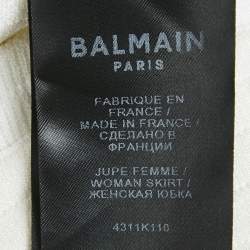 BALMAIN
PARIS
FABRIQUE EN
FRANCE /
MADE IN FRANCE /
СДЕЛАНО В
ФРАНЦИИ
JUPE FEMME /
WOMAN SKIRT /
ЖЕНСКАЯ ЮБКА
4311K110